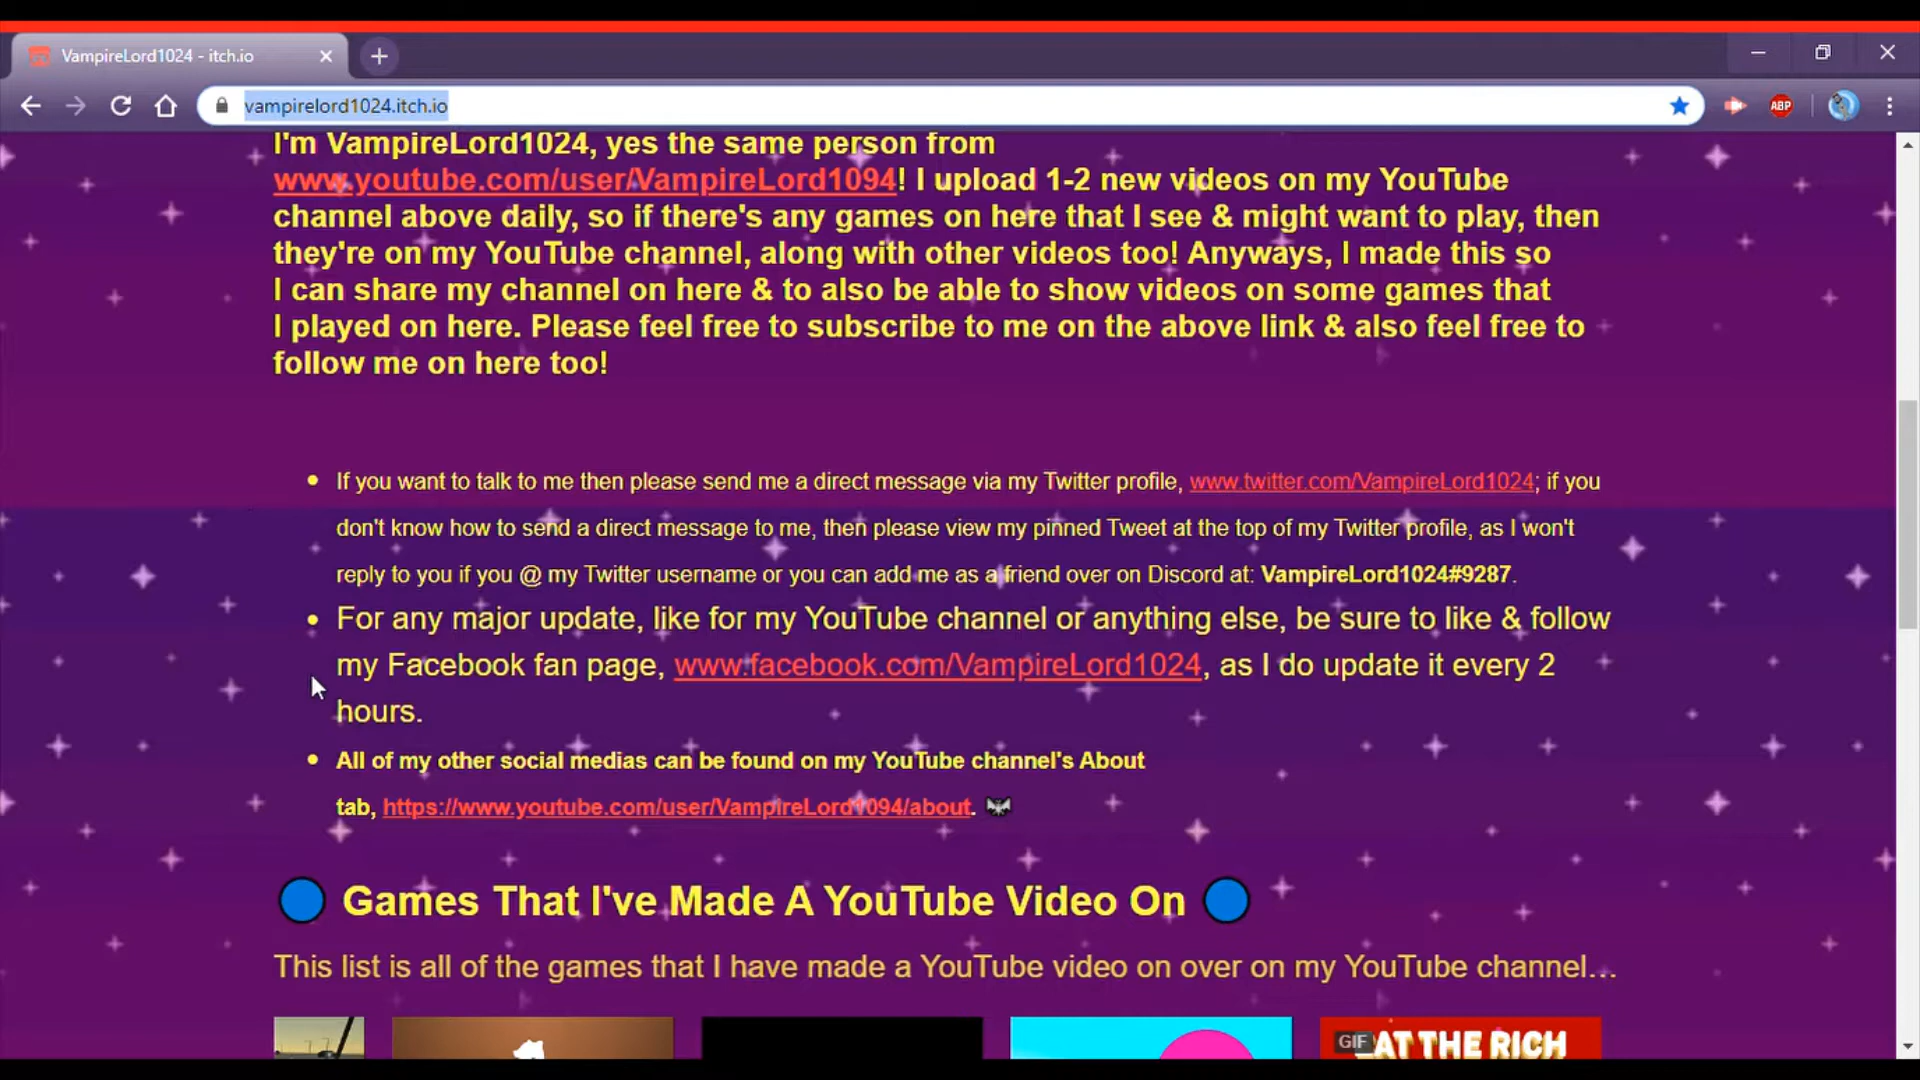 VampireLord1024 - itch.io
vampirelord1024.itch.io
ABP
I'm VampireLord1024, yes the same person from
www.youtube.com/user/VampireLord1094! I upload 1-2 new videos on my YouTube
channel above daily, so if there's any games on here that I see & might want to play, then
they're on my YouTube channel, along with other videos too! Anyways, I made this so
I can share my channel on here & to also be able to show videos on some games that
I played on here. Please feel free to subscribe to me on the above link & also feel free to
follow me on here too!
If you want to talk to me then please send me a direct message via my Twitter profile, www.twitter.com/VampireLord1024; if you
don't know how to send a direct message to me, then please view my pinned Tweet at the top of my Twitter profile, as I won't
reply to you if you @ my Twitter username or you can add me as a friend over on Discord at: VampireLord1024#9287.
For any major update, like for my YouTube channel or anything else, be sure to like & follow
my Facebook fan page, www.facebook.com/VampireLord1024, as I do update it every 2
hours.
All of my other social medias can be found on my YouTube channel's About
tab, https://www.youtube.com/user/VampireLord1094/about.
Games That I've Made A YouTube Video On
This list is all of the games that I have made a YouTube video on over on my YouTube channel...
GIF
EAT THE RICH